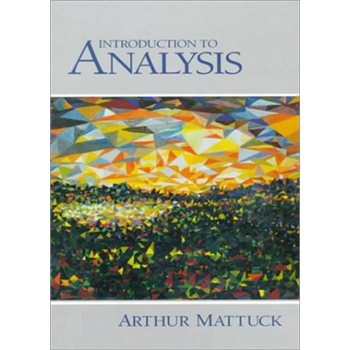 INTRODUCTION TO
ANALYSIS
ARTHUR MATTUCK